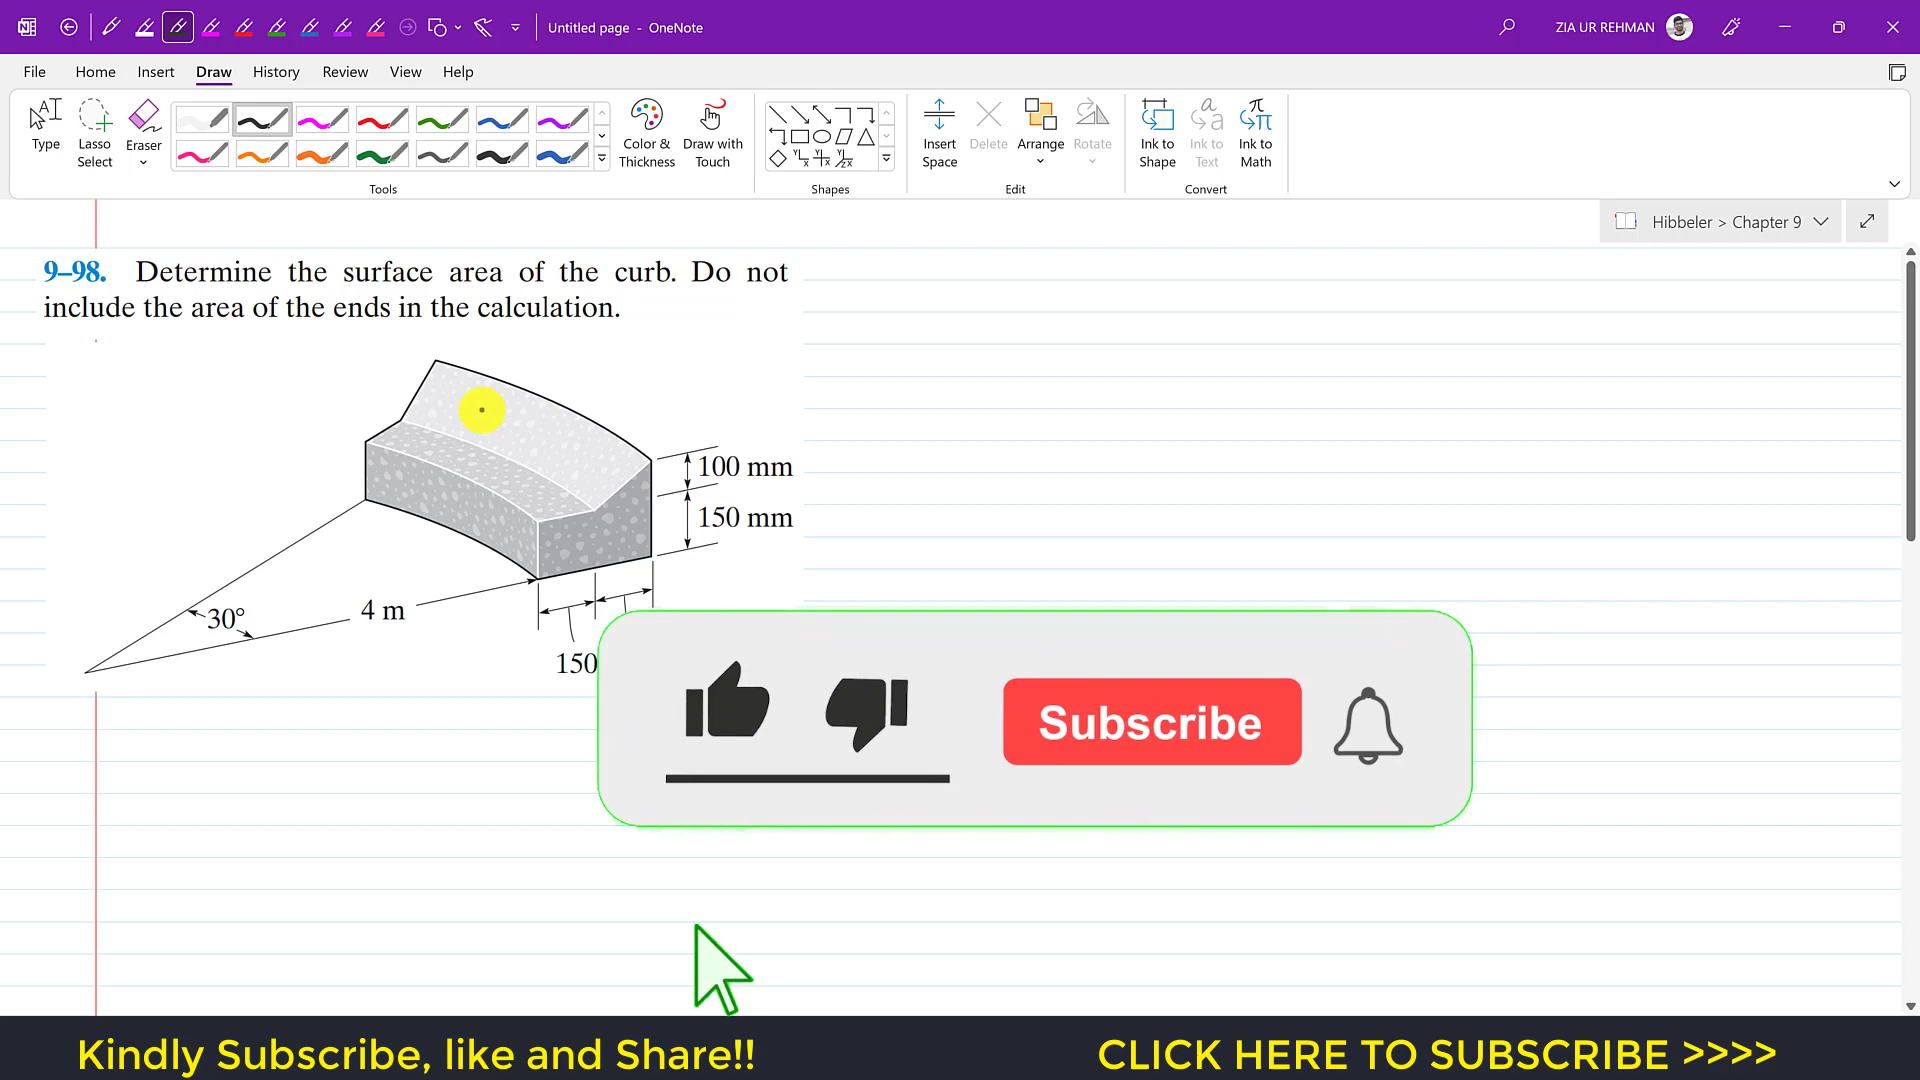 Untitled page - OneNote
ZIA UR REHMAN
File Home Insert Draw History Review View Help
Type
Lasso Select
Eraser
Color & Thickness
Draw with Touch
Insert Space
Delete
Arrange
Rotate
Ink to Shape
Ink to Text
Ink to Math
Tools
Shapes
Edit
Convert
Hibbeler > Chapter 9
9–98. Determine the surface area of the curb. Do not
include the area of the ends in the calculation.
100 mm
150 mm
4 m
30°
150
Subscribe
Kindly Subscribe, like and Share!!
CLICK HERE TO SUBSCRIBE >>>>